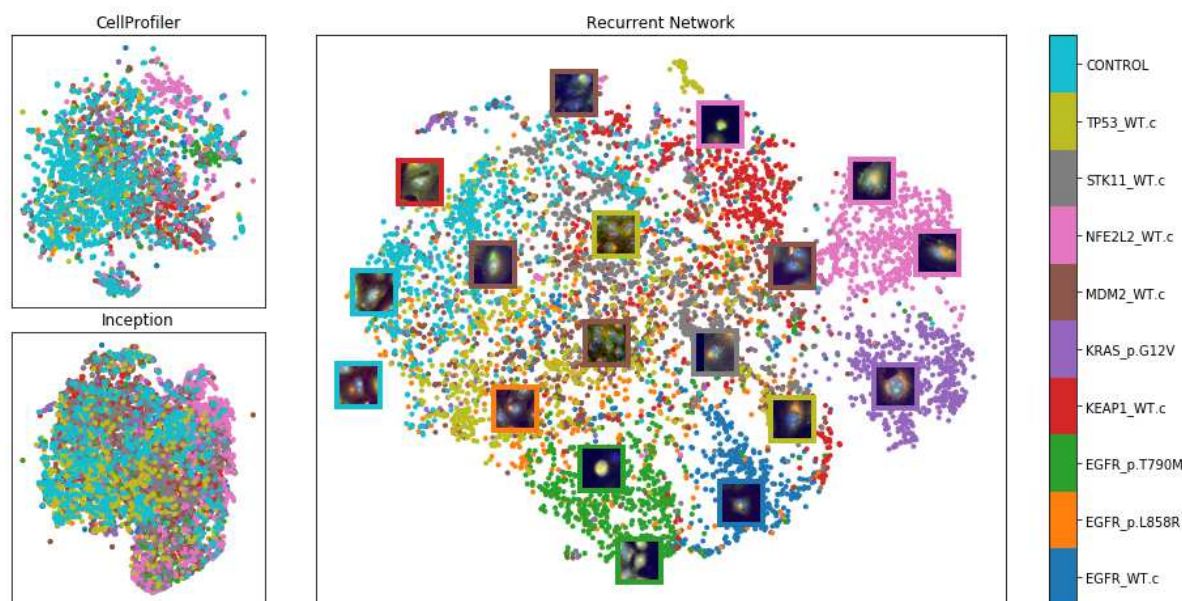 CellProfiler
Recurrent Network
Inception
CONTROL
TP53_WT.c
STK11_WT.c
NFE2L2_WT.c
MDM2_WT.c
KRAS_p.G12V
KEAP1_WT.c
EGFR_p.T790M
EGFR_p.L858R
EGFR_WT.c